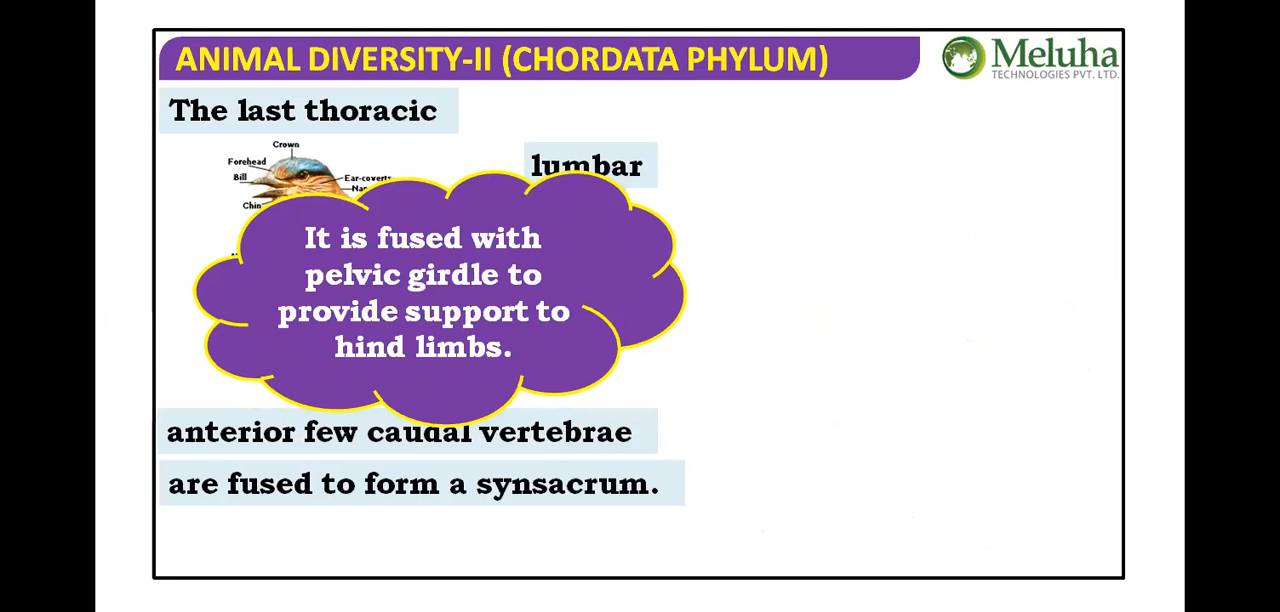 ANIMAL DIVERSITY-II (CHORDATA PHYLUM)
Meluha
TECHNOLOGIES PVT. LTD.
The last thoracic
Crown
Forehead
Bill
Ear-coverts
Chin
lumbar
It is fused with
pelvic girdle to
provide support to
hind limbs.
anterior few caudal vertebrae
are fused to form a synsacrum.